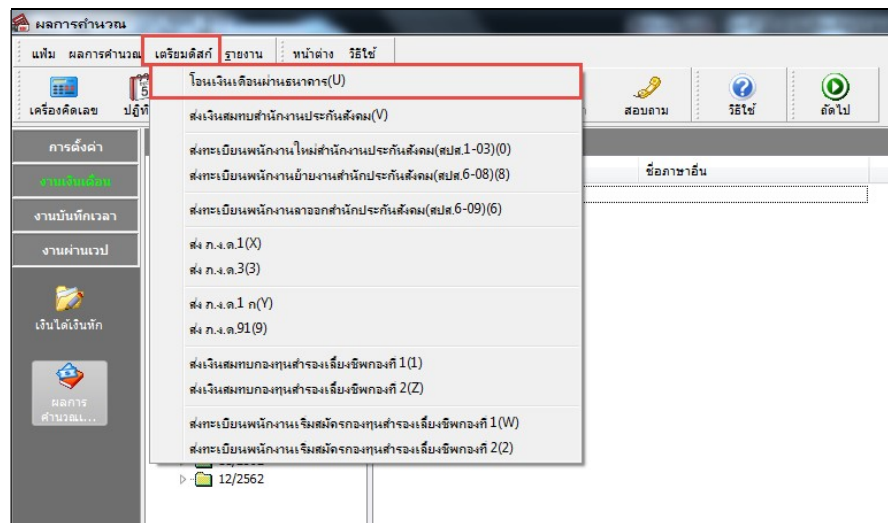 ผลการคำนวณ
แฟ้ม ผลการคำนวณ เตรียมดิสก์ รายงาน หน้าต่าง วิธีใช้
โอนเงินเดือนผ่านธนาคาร(U)
เครื่องคิดเลข
สอบถาม
วิธีใช้
ถัดไป
ส่งเงินสมทบสำนักงานประกันสังคม(V)
การตั้งค่า
ส่งทะเบียนพนักงานใหม่สำนักงานประกันสังคม(สปส.1-03)(0)
ชื่อภาษาอื่น
ส่งทะเบียนพนักงานย้ายงานสำนักประกันสังคม(สปส.6-08)(8)
งานเงินเดือน
ส่งทะเบียนพนักงานลาออกสำนักประกันสังคม(สปส.6-09)(6)
งานบันทึกเวลา
ส่ง ภ.ง.ด.1(X)
งานผ่านเวป
ส่ง ภ.ง.ด.3(3)
ส่ง ภ.ง.ด.1 ก(Y)
ส่ง ภ.ง.ด.91(9)
เงินได้เงินหัก
ส่งเงินสมทบกองทุนสำรองเลี้ยงชีพกองที่ 1(1)
ส่งเงินสมทบกองทุนสำรองเลี้ยงชีพกองที่ 2(Z)
ผลการ
คำนวณเ...
ส่งทะเบียนพนักงานเริ่มสมัครกองทุนสำรองเลี้ยงชีพกองที่ 1(W)
ส่งทะเบียนพนักงานเริ่มสมัครกองทุนสำรองเลี้ยงชีพกองที่ 2(2)
12/2562